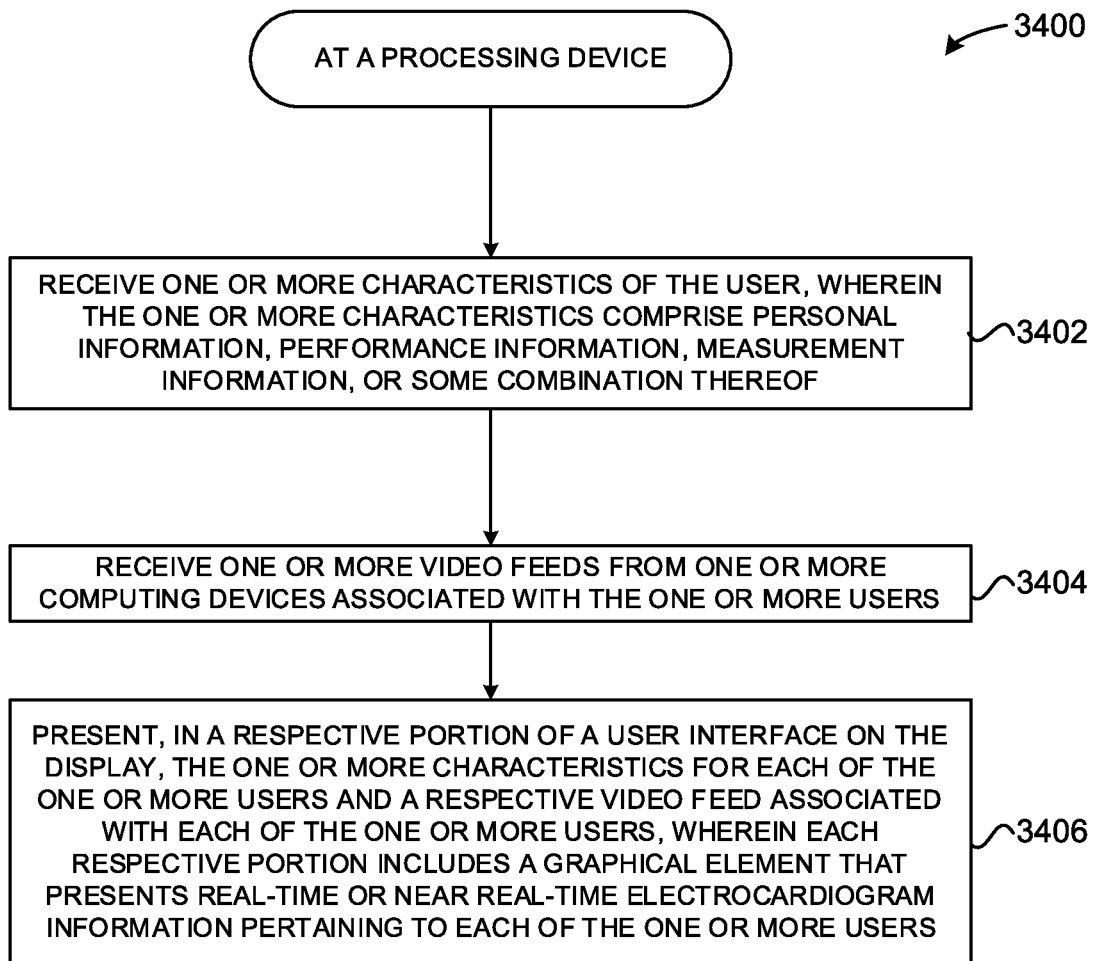 3400
AT A PROCESSING DEVICE
RECEIVE ONE OR MORE CHARACTERISTICS OF THE USER, WHEREIN
THE ONE OR MORE CHARACTERISTICS COMPRISE PERSONAL
INFORMATION, PERFORMANCE INFORMATION, MEASUREMENT
INFORMATION, OR SOME COMBINATION THEREOF
3402
RECEIVE ONE OR MORE VIDEO FEEDS FROM ONE OR MORE
COMPUTING DEVICES ASSOCIATED WITH THE ONE OR MORE USERS
3404
PRESENT, IN A RESPECTIVE PORTION OF A USER INTERFACE ON THE
DISPLAY, THE ONE OR MORE CHARACTERISTICS FOR EACH OF THE
ONE OR MORE USERS AND A RESPECTIVE VIDEO FEED ASSOCIATED
WITH EACH OF THE ONE OR MORE USERS, WHEREIN EACH
RESPECTIVE PORTION INCLUDES A GRAPHICAL ELEMENT THAT
PRESENTS REAL-TIME OR NEAR REAL-TIME ELECTROCARDIOGRAM
INFORMATION PERTAINING TO EACH OF THE ONE OR MORE USERS
3406